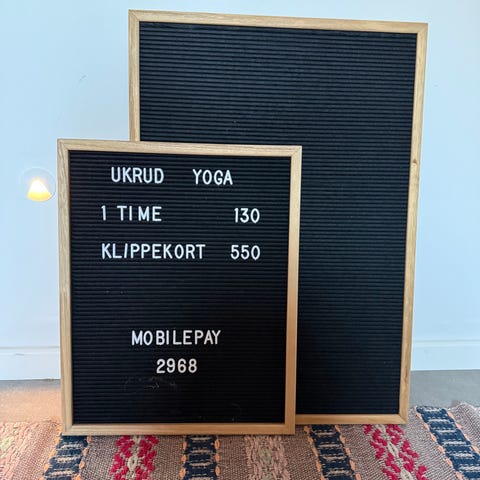 UKRUD YOGA
1 TIME 130
KLIPPEKORT 550
MOBILEPAY
2968